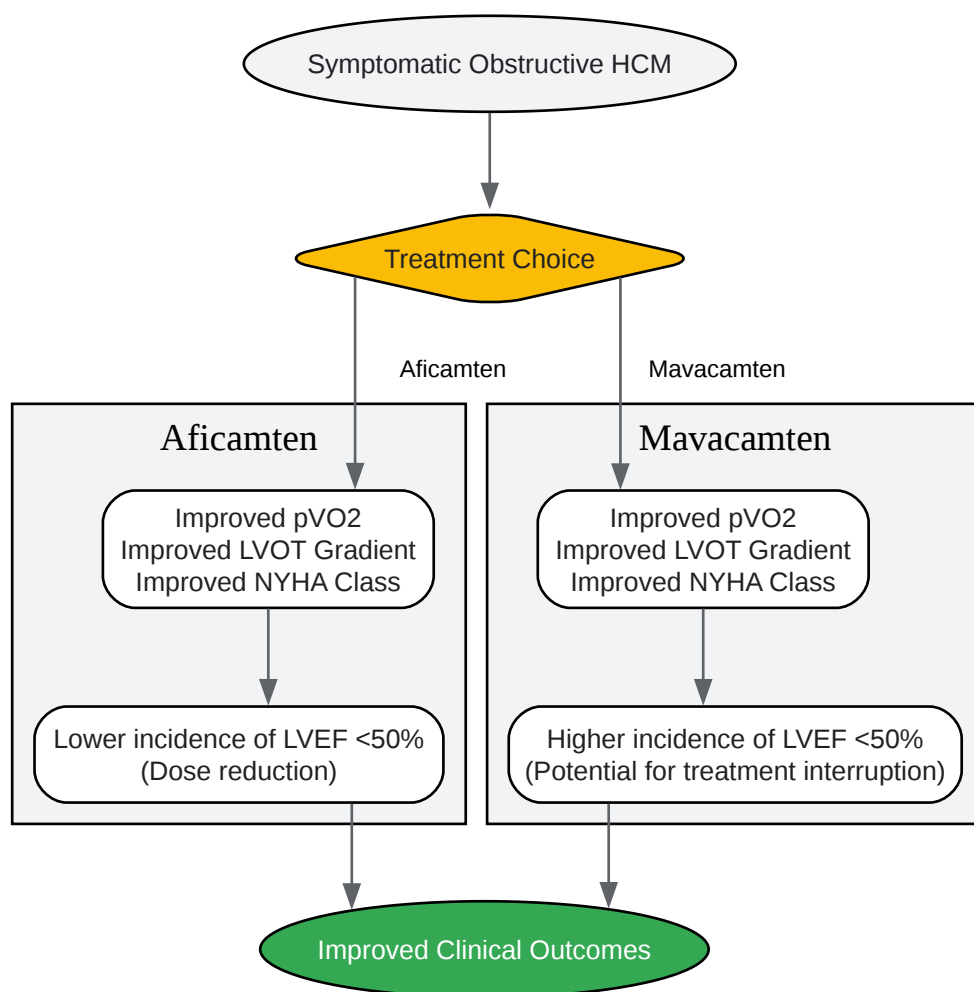 Symptomatic Obstructive HCM
Treatment Choice
Aficamten
Mavacamten
Aficamten
Improved pVO2
Improved LVOT Gradient
Improved NYHA Class
Lower incidence of LVEF <50%
(Dose reduction)
Mavacamten
Improved pVO2
Improved LVOT Gradient
Improved NYHA Class
Higher incidence of LVEF <50%
(Potential for treatment interruption)
Improved Clinical Outcomes